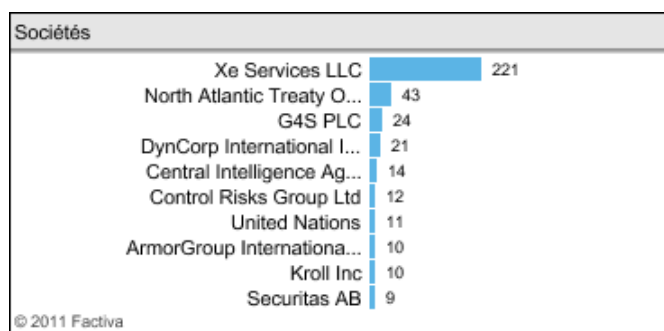 Sociétés
Xe Services LLC 221
North Atlantic Treaty O... 43
G4S PLC 24
DynCorp International I... 21
Central Intelligence Ag... 14
Control Risks Group Ltd 12
United Nations 11
ArmorGroup Internationa... 10
Kroll Inc 10
Securitas AB 9
© 2011 Factiva